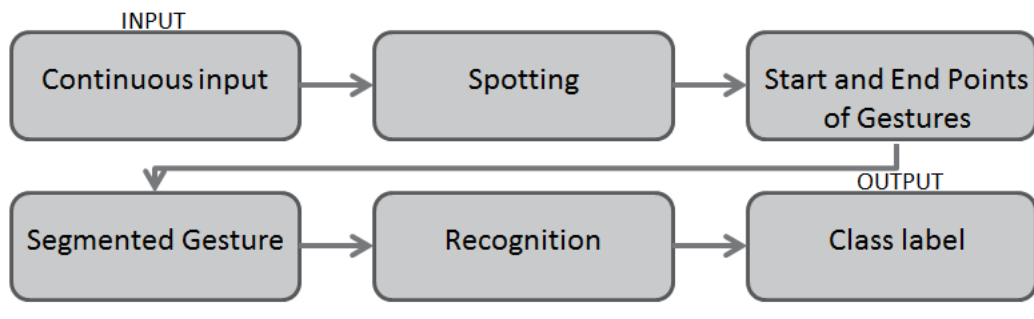 INPUT
Continuous input
Spotting
Start and End Points
of Gestures
Segmented Gesture
Recognition
OUTPUT
Class label